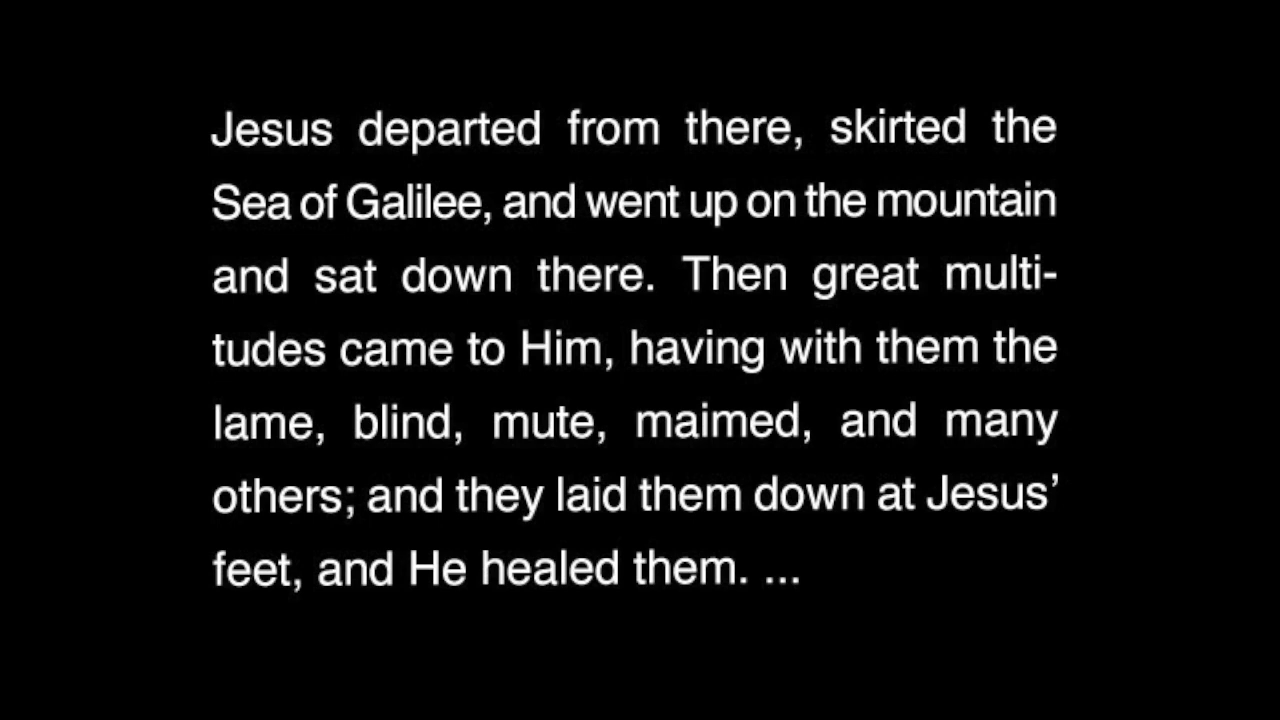 Jesus departed from there, skirted the
Sea of Galilee, and went up on the mountain
and sat down there. Then great multi-
tudes came to Him, having with them the
lame, blind, mute, maimed, and many
others; and they laid them down at Jesus’
feet, and He healed them. ...